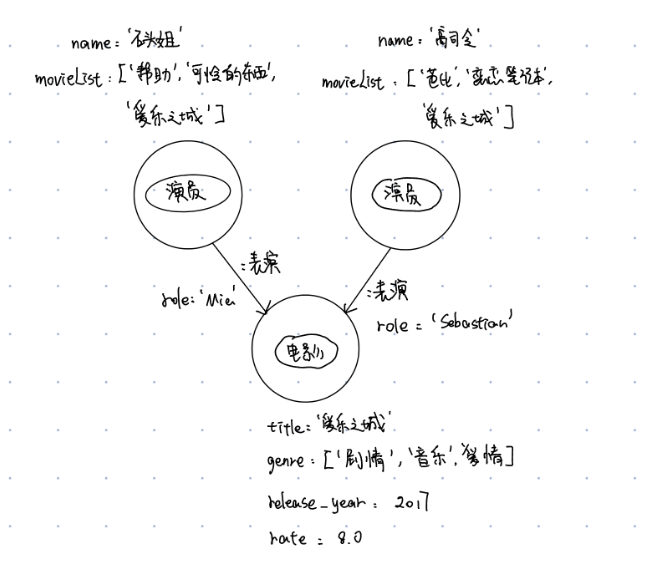 name: '石头姐'
movieList: ['帮助','可怜的东西',
'爱乐之城']
name: '高司令'
movieList: ['芭比','恋恋笔记本',
'爱乐之城']
演员
演员
:表演
role: 'Mia'
:表演
role = 'Sebastian'
电影
title: '爱乐之城'
genre: ['剧情','音乐','爱情]
release_year: 2017
rate = 8.0